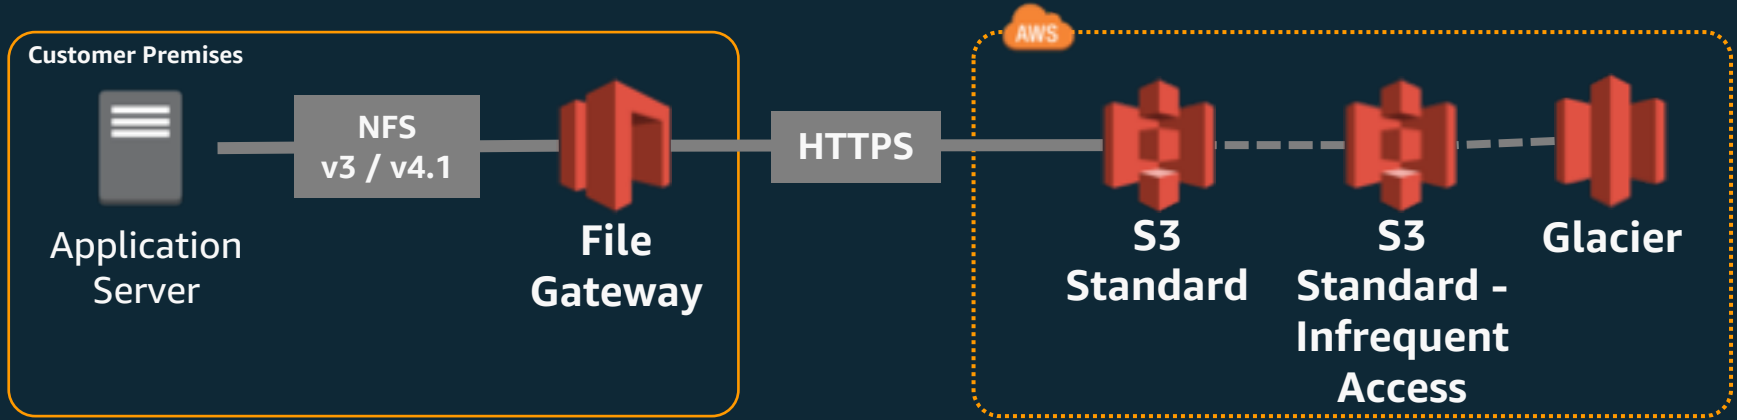 Customer Premises
AWS
NFS
v3 / v4.1
HTTPS
Application
Server
File
Gateway
S3
Standard
S3
Standard -
Infrequent
Access
Glacier